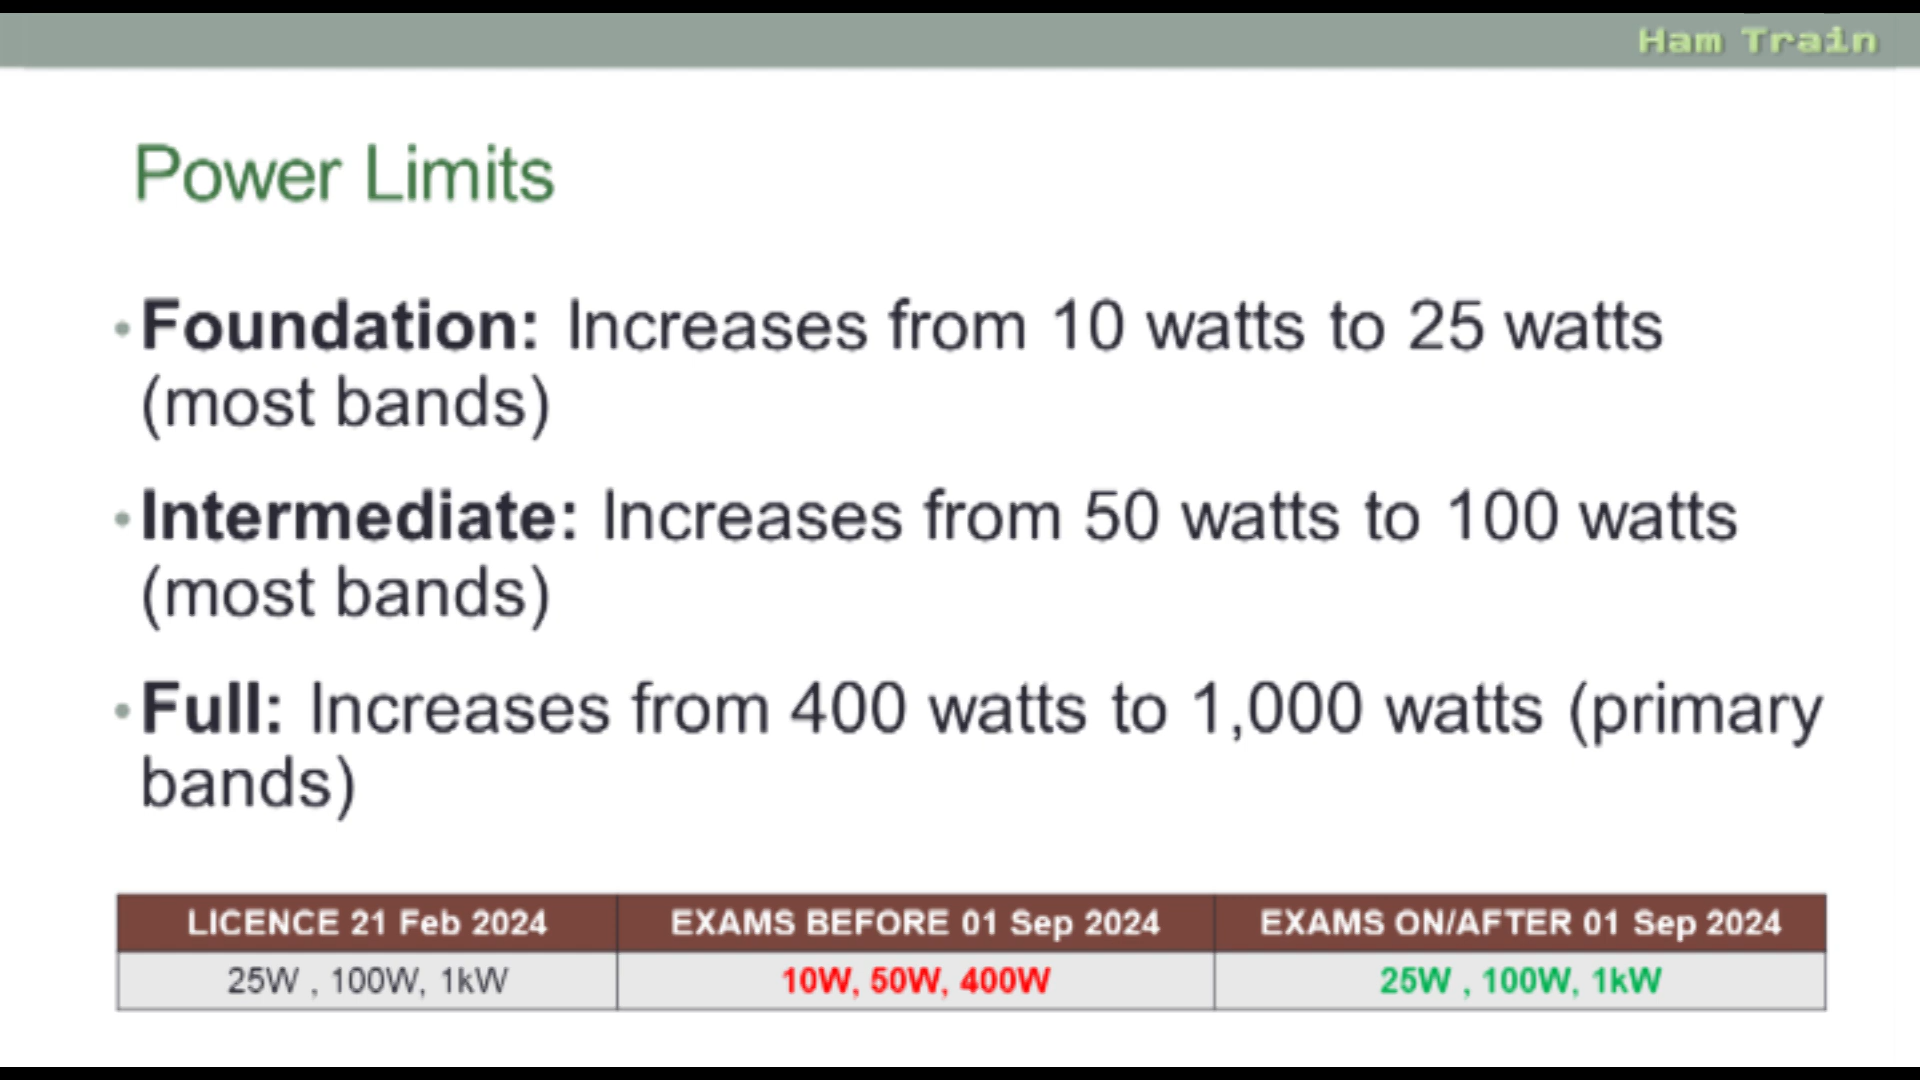 Ham Train
Power Limits
• Foundation: Increases from 10 watts to 25 watts
(most bands)
• Intermediate: Increases from 50 watts to 100 watts
(most bands)
• Full: Increases from 400 watts to 1,000 watts (primary
bands)
LICENCE 21 Feb 2024 EXAMS BEFORE 01 Sep 2024 EXAMS ON/AFTER 01 Sep 2024
25W , 100W, 1kW 10W, 50W, 400W 25W , 100W, 1kW